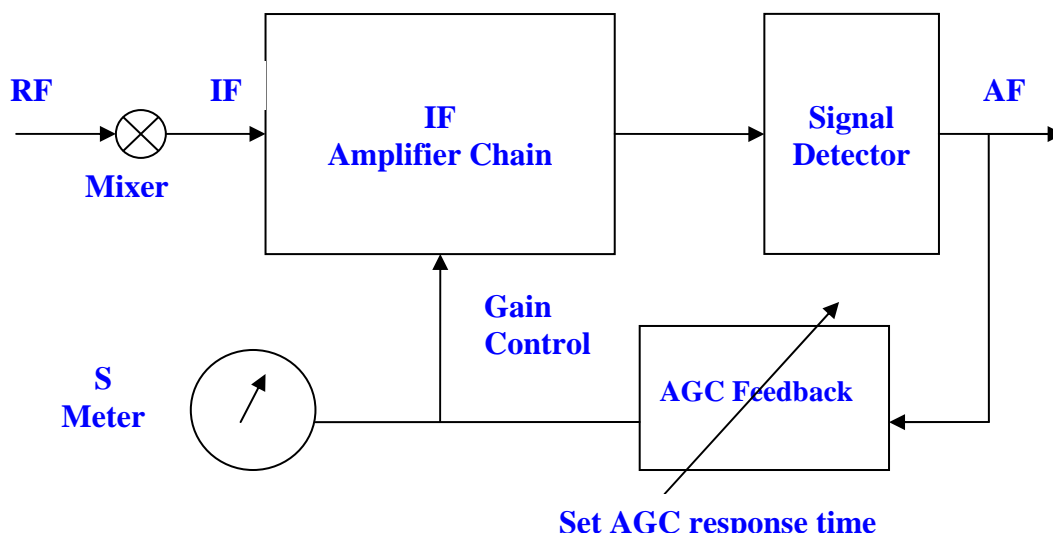 RF
IF
IF
Amplifier Chain
Signal
Detector
AF
Mixer
Gain
Control
S
Meter
AGC Feedback
Set AGC response time